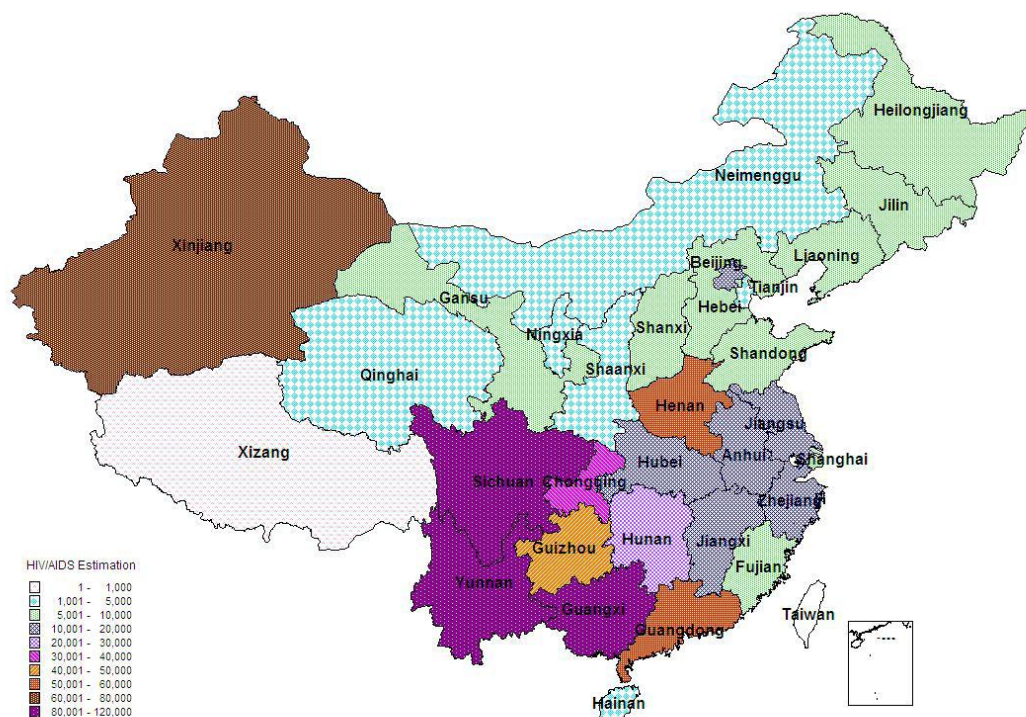 Heilongjiang
Neimenggu
Jilin
Xinjiang
Liaoning
Beijing
Tianjin
Gansu
Hebei
Ningxia
Shanxi
Shandong
Shaanxi
Qinghai
Henan
Jiangsu
Xizang
Anhui
Shanghai
Hubei
Sichuan
Chongqing
Zhejiang
Hunan
Jiangxi
Guizhou
Fujian
Yunnan
Guangxi
Taiwan
Guangdong
Hainan
HIV/AIDS Estimation
1 - 1,000
1,001 - 5,000
5,001 - 10,000
10,001 - 20,000
20,001 - 30,000
30,001 - 40,000
40,001 - 50,000
50,001 - 60,000
60,001 - 80,000
80,001 - 120,000